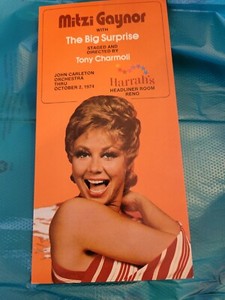 Mitzi Gaynor
WITH
The Big Surprise
STAGED AND
DIRECTED BY
Tony Charmoli
JOHN CARLETON
ORCHESTRA
THRU
OCTOBER 2, 1974
Harrah's
HEADLINER ROOM
RENO